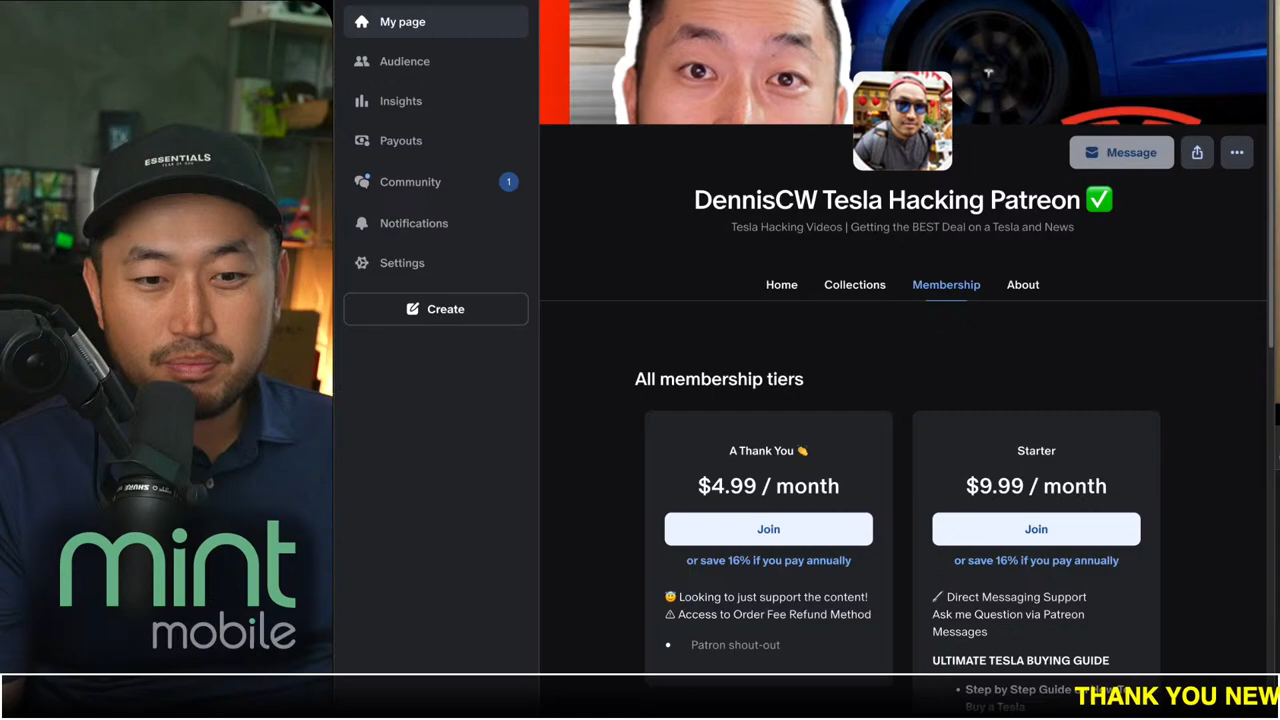 ESSENTIALS
FEAR OF GOD
SHURE
mint
mobile
My page
Audience
Insights
Payouts
Community
1
Notifications
Settings
Create
Message
DennisCW Tesla Hacking Patreon ✅
Tesla Hacking Videos | Getting the BEST Deal on a Tesla and News
Home
Collections
Membership
About
All membership tiers
A Thank You 👏
$4.99 / month
Join
or save 16% if you pay annually
😇 Looking to just support the content!
⚠ Access to Order Fee Refund Method
• Patron shout-out
Starter
$9.99 / month
Join
or save 16% if you pay annually
🖌 Direct Messaging Support
Ask me Question via Patreon
Messages
ULTIMATE TESLA BUYING GUIDE
• Step by Step Guide
Buy a Tesla
THANK YOU NEW